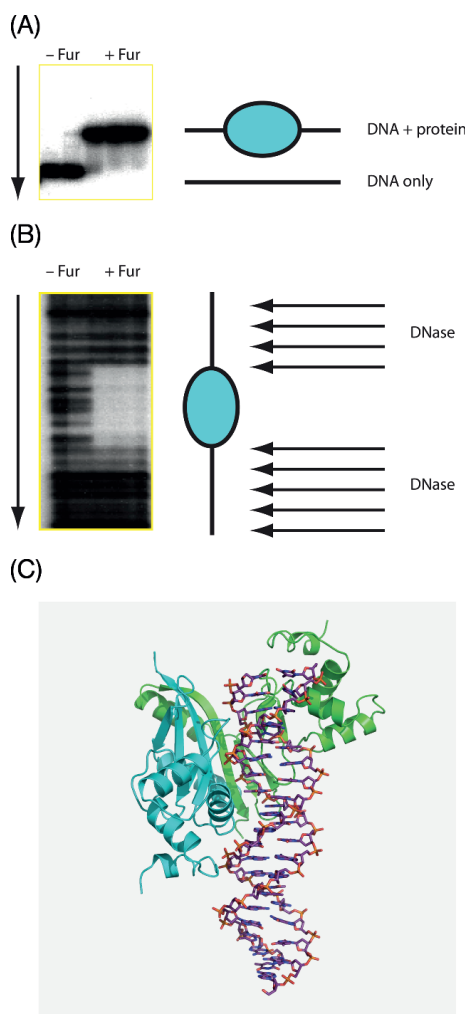 (A)
– Fur + Fur
DNA + protein
DNA only
(B)
– Fur + Fur
DNase
DNase
(C)